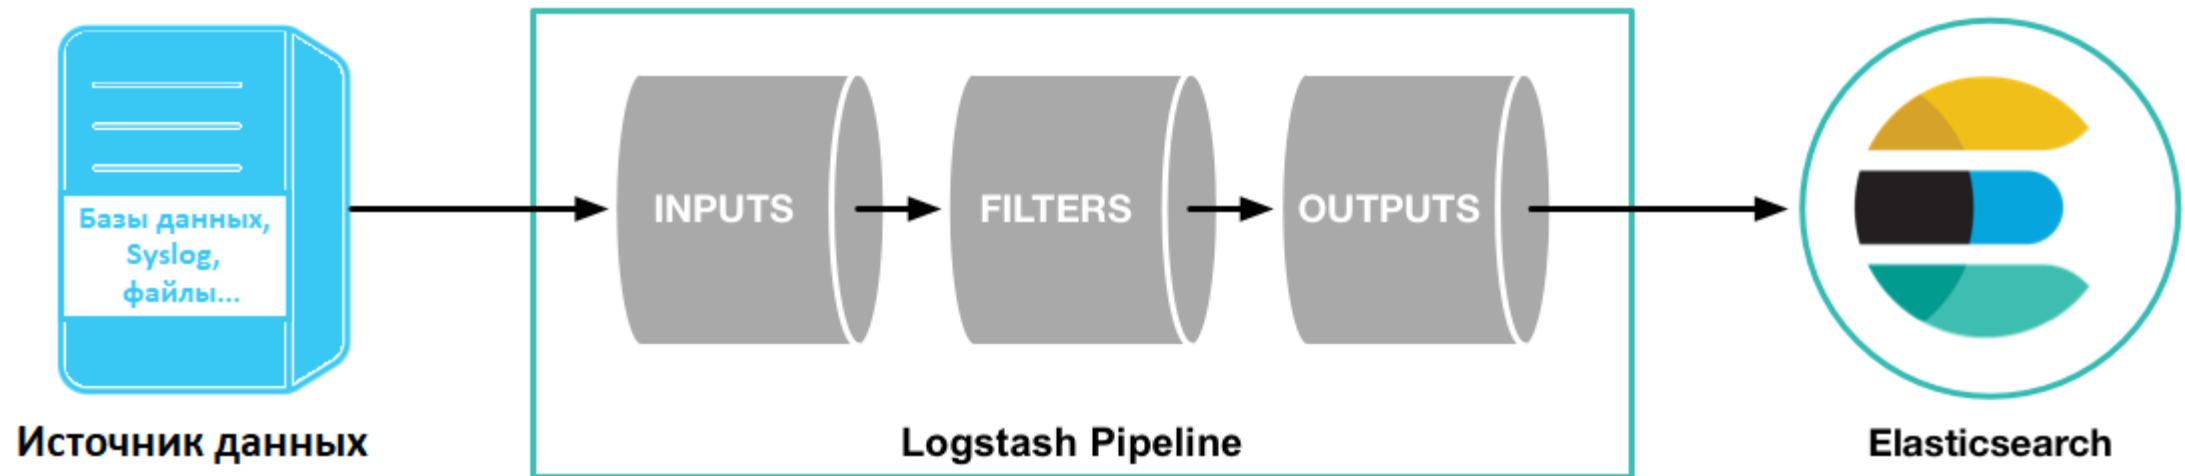 Базы данных,
Syslog,
файлы...
INPUTS
FILTERS
OUTPUTS
Источник данных
Logstash Pipeline
Elasticsearch